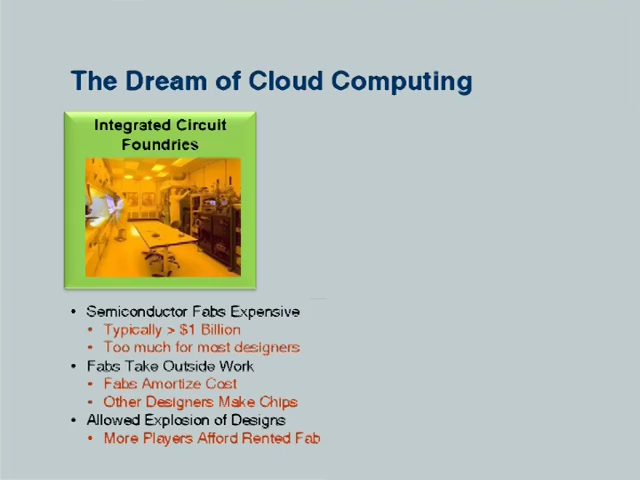 The Dream of Cloud Computing
Integrated Circuit
Foundries
• Semiconductor Fabs Expensive
• Typically > $1 Billion
• Too much for most designers
• Fabs Take Outside Work
• Fabs Amortize Cost
• Other Designers Make Chips
• Allowed Explosion of Designs
• More Players Afford Rented Fab